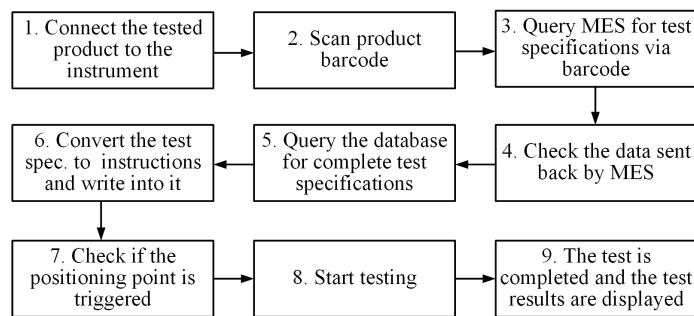 1. Connect the tested
product to the
instrument
2. Scan product
barcode
3. Query MES for test
specifications via
barcode
4. Check the data sent
back by MES
5. Query the database
for complete test
specifications
6. Convert the test
spec. to instructions
and write into it
7. Check if the
positioning point is
triggered
8. Start testing
9. The test is
completed and the test
results are displayed